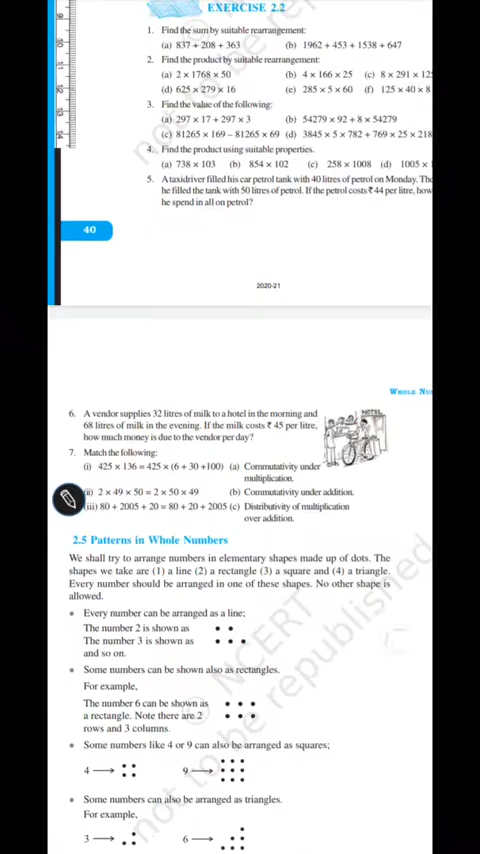 EXERCISE 2.2
1. Find the sum by suitable rearrangement:
(a) 837 + 208 + 363 (b) 1962 + 453 + 1538 + 647
2. Find the product by suitable rearrangement:
(a) 2 × 1768 × 50 (b) 4 × 166 × 25 (c) 8 × 291 × 12
(d) 625 × 279 × 16 (e) 285 × 5 × 60 (f) 125 × 40 × 8
3. Find the value of the following:
(a) 297 × 17 + 297 × 3 (b) 54279 × 92 + 8 × 54279
(c) 81265 × 169 – 81265 × 69 (d) 3845 × 5 × 782 + 769 × 25 × 218
4. Find the product using suitable properties.
(a) 738 × 103 (b) 854 × 102 (c) 258 × 1008 (d) 1005 ×
5. A taxidriver filled his car petrol tank with 40 litres of petrol on Monday. The
he filled the tank with 50 litres of petrol. If the petrol costs ₹ 44 per litre, how
he spend in all on petrol?
40
2020-21
WHOLE NU
6. A vendor supplies 32 litres of milk to a hotel in the morning and
68 litres of milk in the evening. If the milk costs ₹ 45 per litre,
how much money is due to the vendor per day?
HOTEL
7. Match the following:
(i) 425 × 136 = 425 × (6 + 30 +100) (a) Commutativity under
multiplication.
(ii) 2 × 49 × 50 = 2 × 50 × 49 (b) Commutativity under addition.
(iii) 80 + 2005 + 20 = 80 + 20 + 2005 (c) Distributivity of multiplication
over addition.
2.5 Patterns in Whole Numbers
We shall try to arrange numbers in elementary shapes made up of dots. The
shapes we take are (1) a line (2) a rectangle (3) a square and (4) a triangle.
Every number should be arranged in one of these shapes. No other shape is
allowed.
• Every number can be arranged as a line;
The number 2 is shown as
The number 3 is shown as
and so on.
• Some numbers can be shown also as rectangles.
For example,
The number 6 can be shown as
a rectangle. Note there are 2
rows and 3 columns.
• Some numbers like 4 or 9 can also be arranged as squares;
4 → 9 →
• Some numbers can also be arranged as triangles.
For example,
3 → 6 →
© NCERT
not to be republished